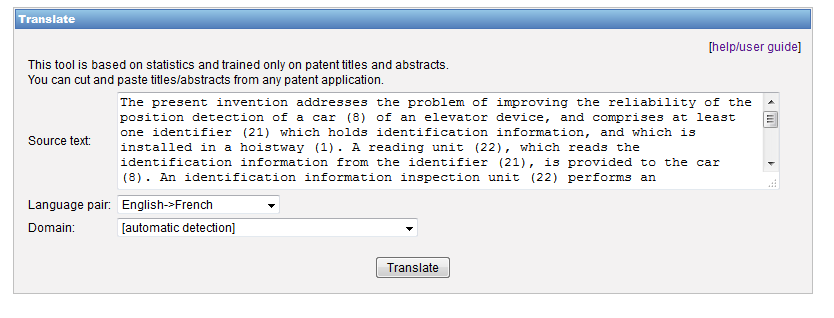 Translate
[help/user guide]
This tool is based on statistics and trained only on patent titles and abstracts.
You can cut and paste titles/abstracts from any patent application.
Source text:
The present invention addresses the problem of improving the reliability of the
position detection of a car (8) of an elevator device, and comprises at least
one identifier (21) which holds identification information, and which is
installed in a hoistway (1). A reading unit (22), which reads the
identification information from the identifier (21), is provided to the car
(8). An identification information inspection unit (22) performs an
Language pair: English->French
Domain: [automatic detection]
Translate